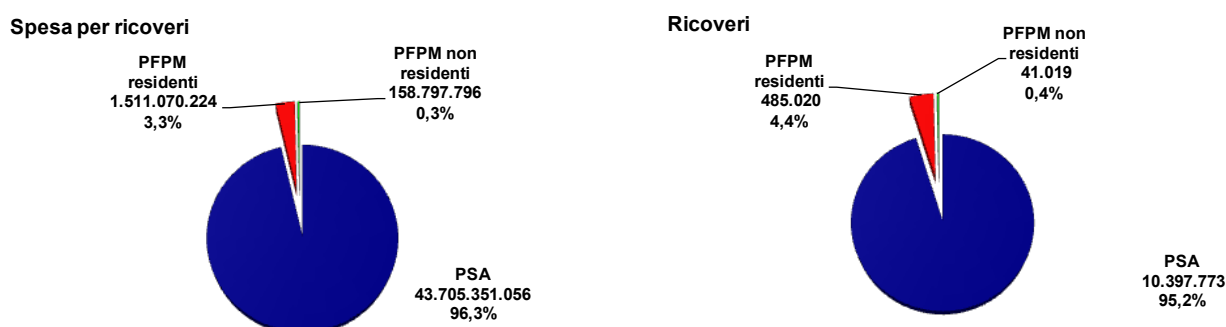 Spesa per ricoveri
PFPM
residenti
1.511.070.224
3,3%
PFPM non
residenti
158.797.796
0,3%
PSA
43.705.351.056
96,3%
Ricoveri
PFPM
residenti
485.020
4,4%
PFPM non
residenti
41.019
0,4%
PSA
10.397.773
95,2%